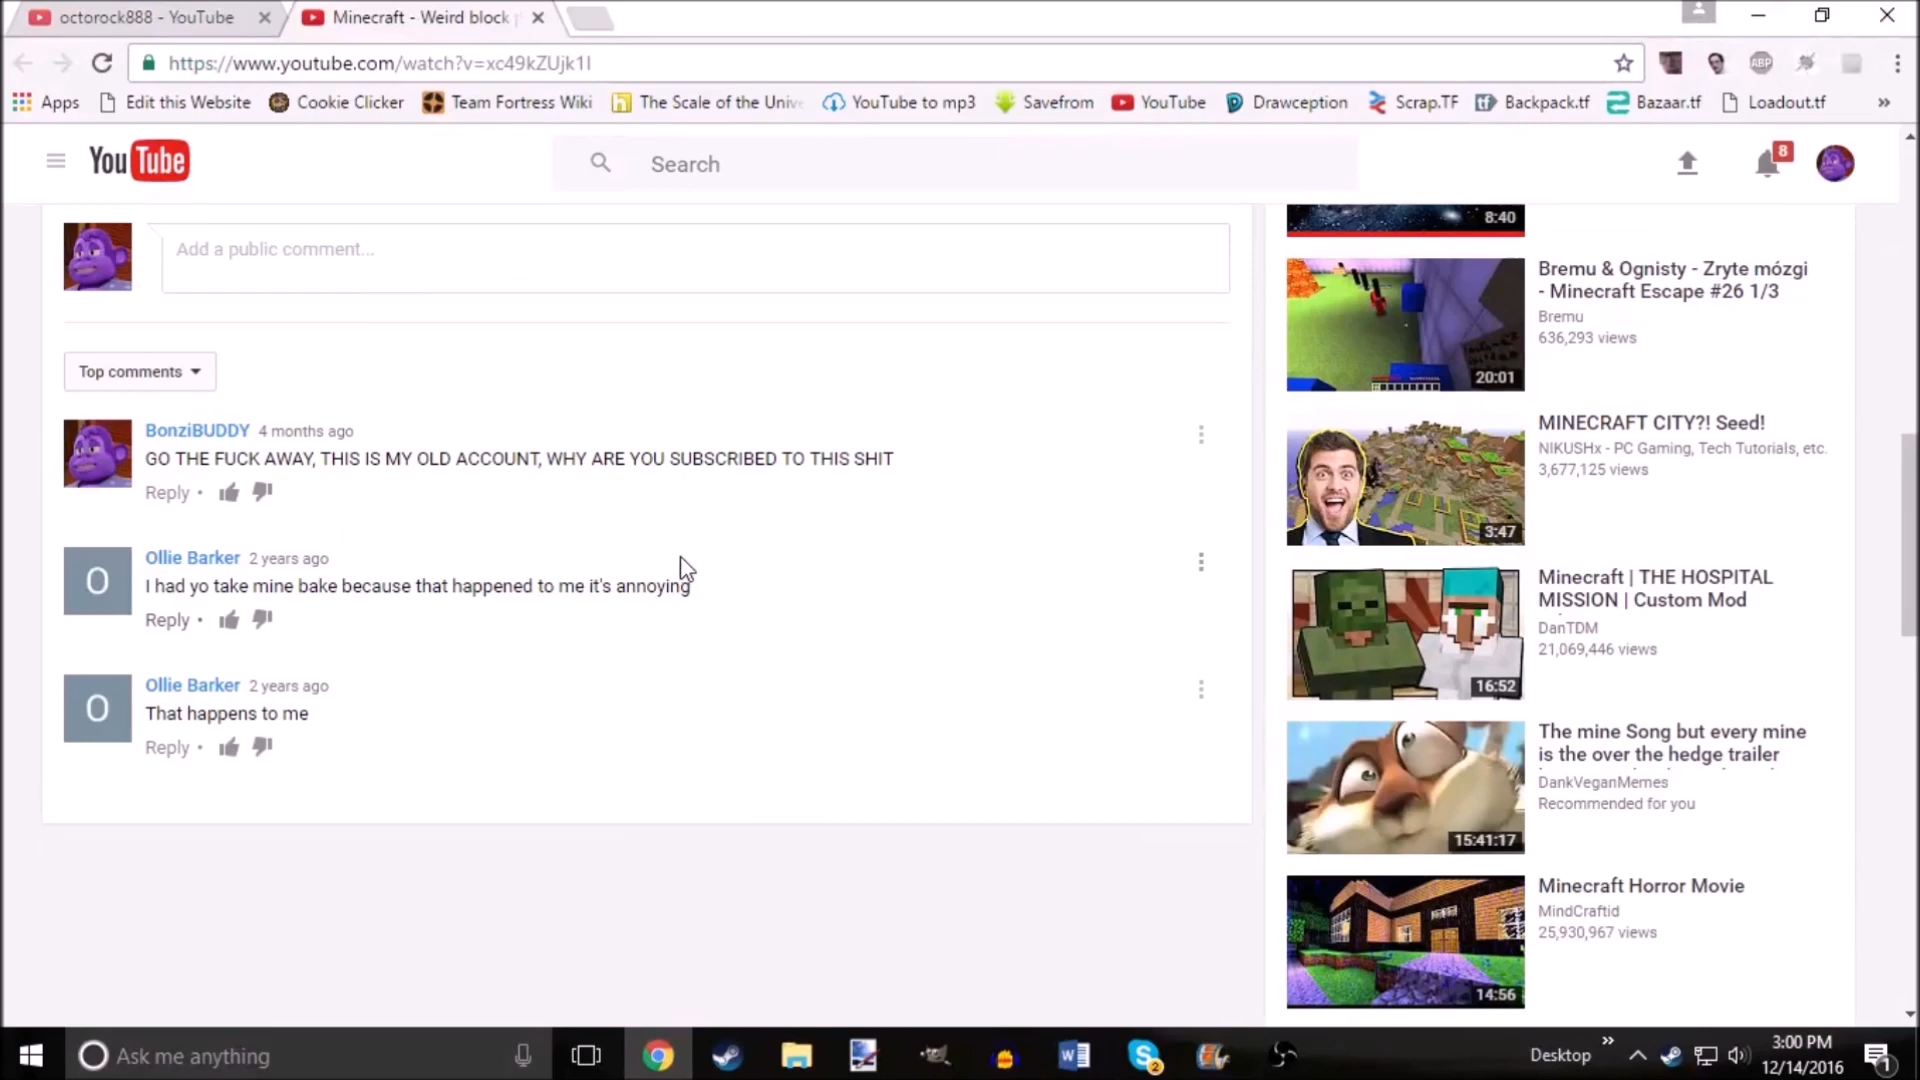 octorock888 - YouTube
Minecraft - Weird block
https://www.youtube.com/watch?v=xc49kZUjk1I
Apps
Edit this Website
Cookie Clicker
Team Fortress Wiki
The Scale of the Univ
YouTube to mp3
Savefrom
YouTube
Drawception
Scrap.TF
Backpack.tf
Bazaar.tf
Loadout.tf
»
ABP
YouTube
Search
8
Add a public comment...
Top comments
BonziBUDDY 4 months ago
GO THE FUCK AWAY, THIS IS MY OLD ACCOUNT, WHY ARE YOU SUBSCRIBED TO THIS SHIT
Reply •
O
Ollie Barker 2 years ago
I had yo take mine bake because that happened to me it's annoying
Reply •
O
Ollie Barker 2 years ago
That happens to me
Reply •
8:40
20:01
Bremu & Ognisty - Zryte mózgi
- Minecraft Escape #26 1/3
Bremu
636,293 views
3:47
MINECRAFT CITY?! Seed!
NIKUSHx - PC Gaming, Tech Tutorials, etc.
3,677,125 views
16:52
Minecraft | THE HOSPITAL
MISSION | Custom Mod
DanTDM
21,069,446 views
15:41:17
The mine Song but every mine
is the over the hedge trailer
DankVeganMemes
Recommended for you
14:56
Minecraft Horror Movie
MindCraftid
25,930,967 views
Ask me anything
2
Desktop
»
3:00 PM
12/14/2016
1